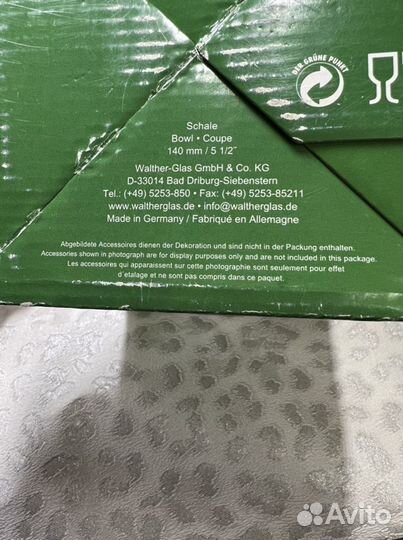 DER GRÜNE PUNKT
Schale
Bowl • Coupe
140 mm / 5 1/2"
Walther-Glas GmbH & Co. KG
D-33014 Bad Driburg-Siebenstern
Tel.: (+49) 5253-850 • Fax: (+49) 5253-85211
www.waltherglas.de • info@waltherglas.de
Made in Germany / Fabriqué en Allemagne
Abgebildete Accessoires dienen der Dekoration und sind nicht in der Packung enthalten.
Accessories shown in photograph are for display purposes only and are not included in this package.
Les accessoires qui apparaissent sur cette photographie sont seulement pour effet
d'etalage et ne sont pas compris dans ce paquet.
Avito